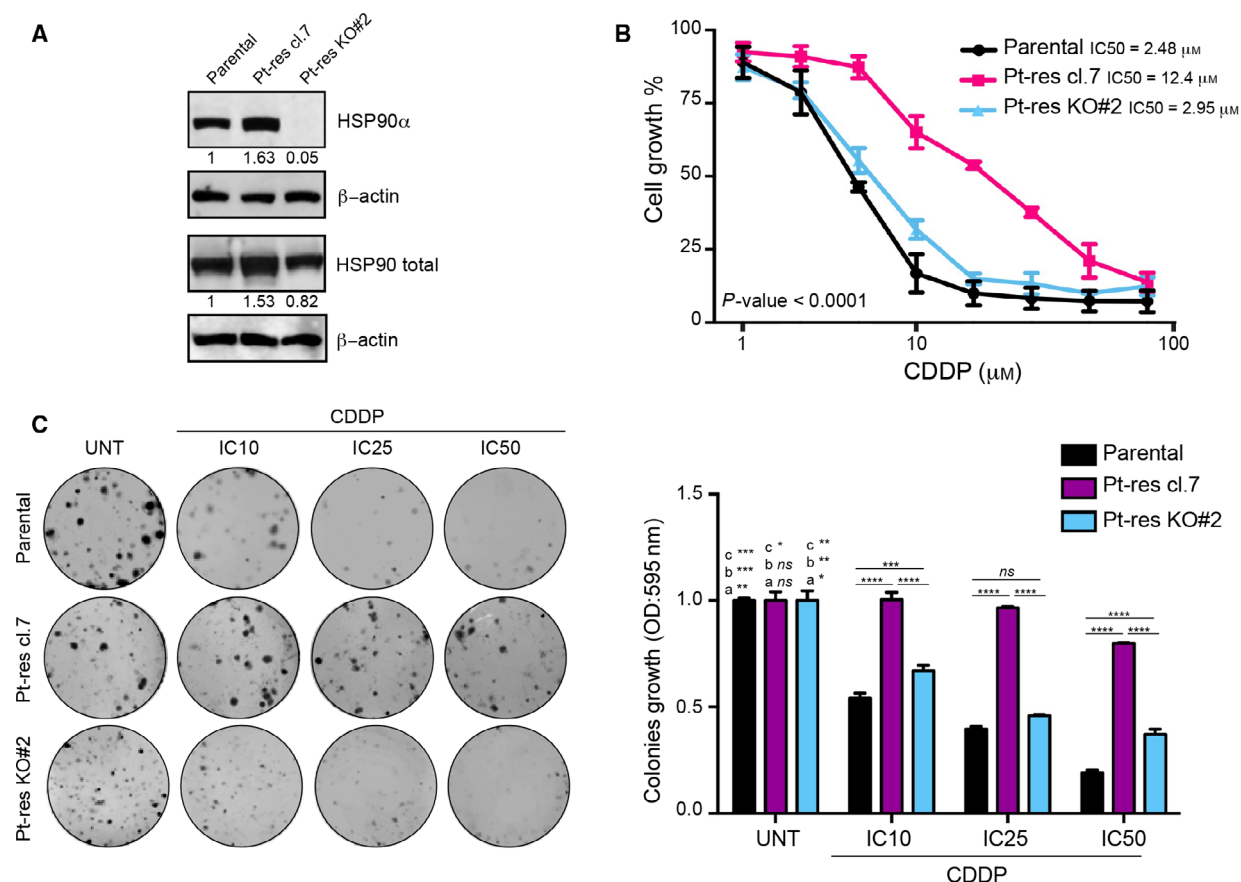 A
Parental
Pt-res cl.7
Pt-res KO#2
HSP90α
1 1.63 0.05
β–actin
HSP90 total
1 1.53 0.82
β–actin
B
Parental IC50 = 2.48 μM
Pt-res cl.7 IC50 = 12.4 μM
Pt-res KO#2 IC50 = 2.95 μM
Cell growth %
100
75
50
25
0
P-value < 0.0001
1 10 100
CDDP (μM)
C
CDDP
UNT IC10 IC25 IC50
Parental
Pt-res cl.7
Pt-res KO#2
Parental
Pt-res cl.7
Pt-res KO#2
Colonies growth (OD:595 nm)
1.5
1.0
0.5
0.0
c *** c * c **
b *** b ns b **
a ** a ns a *
***
**** ****
ns
**** ****
****
**** ****
UNT IC10 IC25 IC50
CDDP